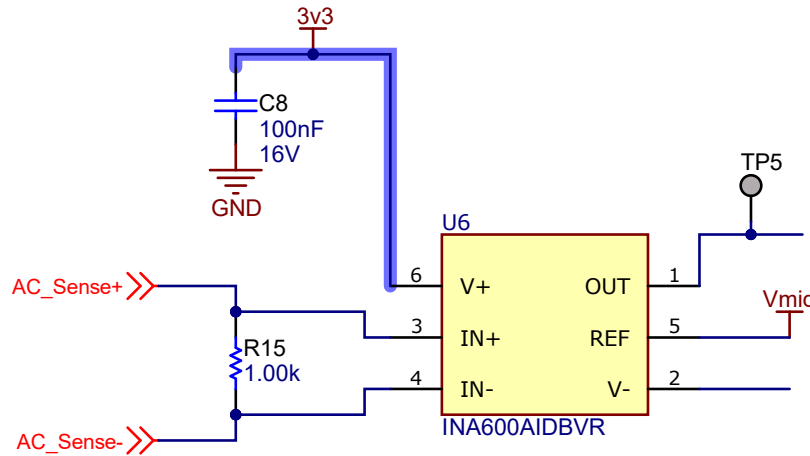 3v3
C8
100nF
16V
GND
TP5
U6
AC_Sense+
6 V+ OUT 1
Vmid
3 IN+ REF 5
R15
1.00k
4 IN- V- 2
AC_Sense-
INA600AIDBVR